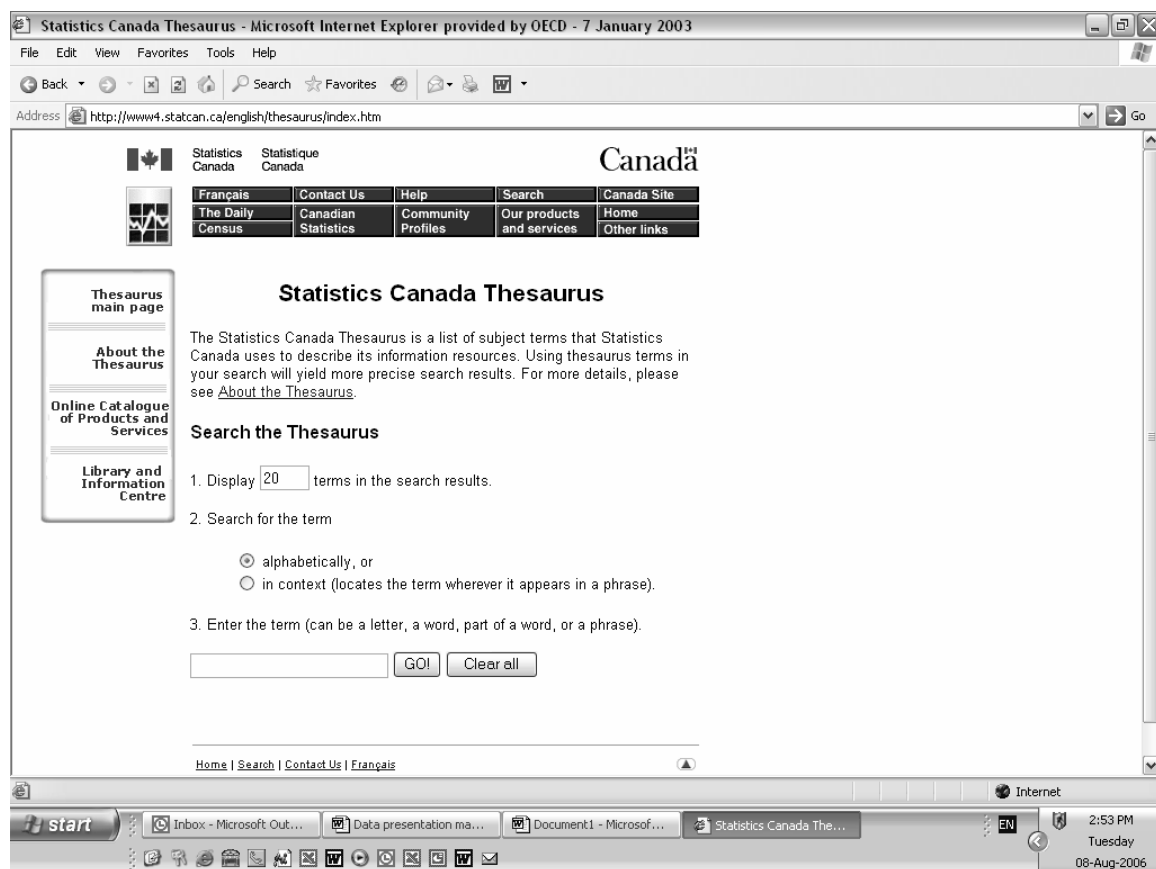 Statistics Canada Thesaurus - Microsoft Internet Explorer provided by OECD - 7 January 2003
File Edit View Favorites Tools Help
Back Search Favorites
Address http://www4.statcan.ca/english/thesaurus/index.htm Go
Statistics Statistique
Canada Canada
Canada
Français Contact Us Help Search Canada Site
The Daily Canadian Community Our products Home
Census Statistics Profiles and services Other links
Thesaurus
main page
About the
Thesaurus
Online Catalogue
of Products and
Services
Library and
Information
Centre
Statistics Canada Thesaurus
The Statistics Canada Thesaurus is a list of subject terms that Statistics
Canada uses to describe its information resources. Using thesaurus terms in
your search will yield more precise search results. For more details, please
see About the Thesaurus.
Search the Thesaurus
1. Display 20 terms in the search results.
2. Search for the term
alphabetically, or
in context (locates the term wherever it appears in a phrase).
3. Enter the term (can be a letter, a word, part of a word, or a phrase).
GO! Clear all
Home | Search | Contact Us | Français
Internet
start Inbox - Microsoft Out... Data presentation ma... Document1 - Microsof... Statistics Canada The... EN 2:53 PM
Tuesday
08-Aug-2006